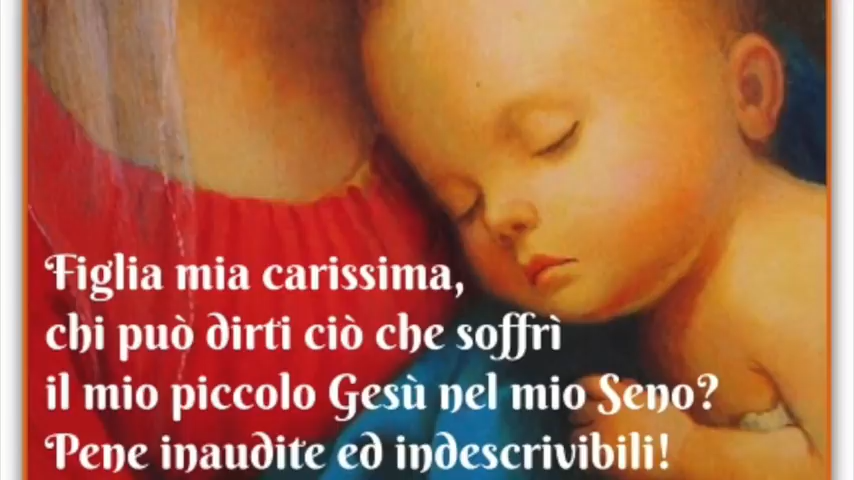 Figlia mia carissima,
chi può dirti ciò che soffrì
il mio piccolo Gesù nel mio Seno?
Pene inaudite ed indescrivibili!